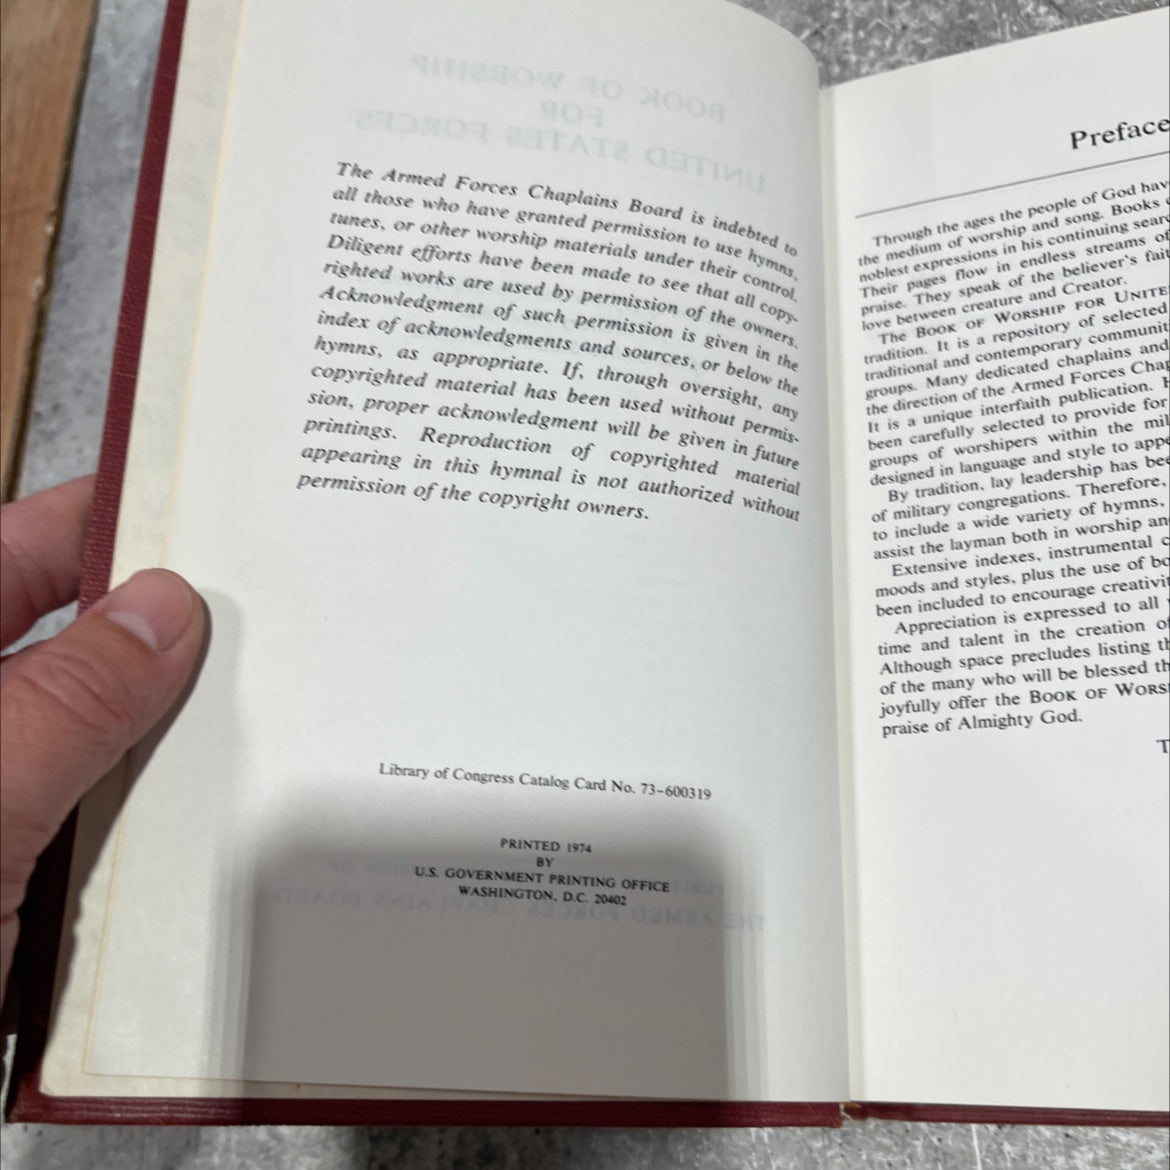 The Armed Forces Chaplains Board is indebted to
all those who have granted permission to use hymns,
tunes, or other worship materials under their control.
Diligent efforts have been made to see that all copy-
righted works are used by permission of the owners.
Acknowledgment of such permission is given in the
index of acknowledgments and sources, or below the
hymns, as appropriate. If, through oversight, any
copyrighted material has been used without permis-
sion, proper acknowledgment will be given in future
printings. Reproduction of copyrighted material
appearing in this hymnal is not authorized without
permission of the copyright owners.
Library of Congress Catalog Card No. 73-600319
PRINTED 1974
BY
U.S. GOVERNMENT PRINTING OFFICE
WASHINGTON, D.C. 20402
Preface
Through the ages the people of God hav
the medium of worship and song. Books
noblest expressions in his continuing sear
Their pages flow in endless streams of
praise. They speak of the believer's fait
love between creature and Creator.
The BOOK OF WORSHIP FOR UNITE
tradition. It is a repository of selected
traditional and contemporary communit
groups. Many dedicated chaplains and
the direction of the Armed Forces Chap
It is a unique interfaith publication. H
been carefully selected to provide for
groups of worshipers within the mil
designed in language and style to appe
By tradition, lay leadership has bee
of military congregations. Therefore,
to include a wide variety of hymns,
assist the layman both in worship an
Extensive indexes, instrumental c
moods and styles, plus the use of bo
been included to encourage creativit
Appreciation is expressed to all
time and talent in the creation of
Although space precludes listing th
of the many who will be blessed th
joyfully offer the BOOK OF WORS
praise of Almighty God.
T